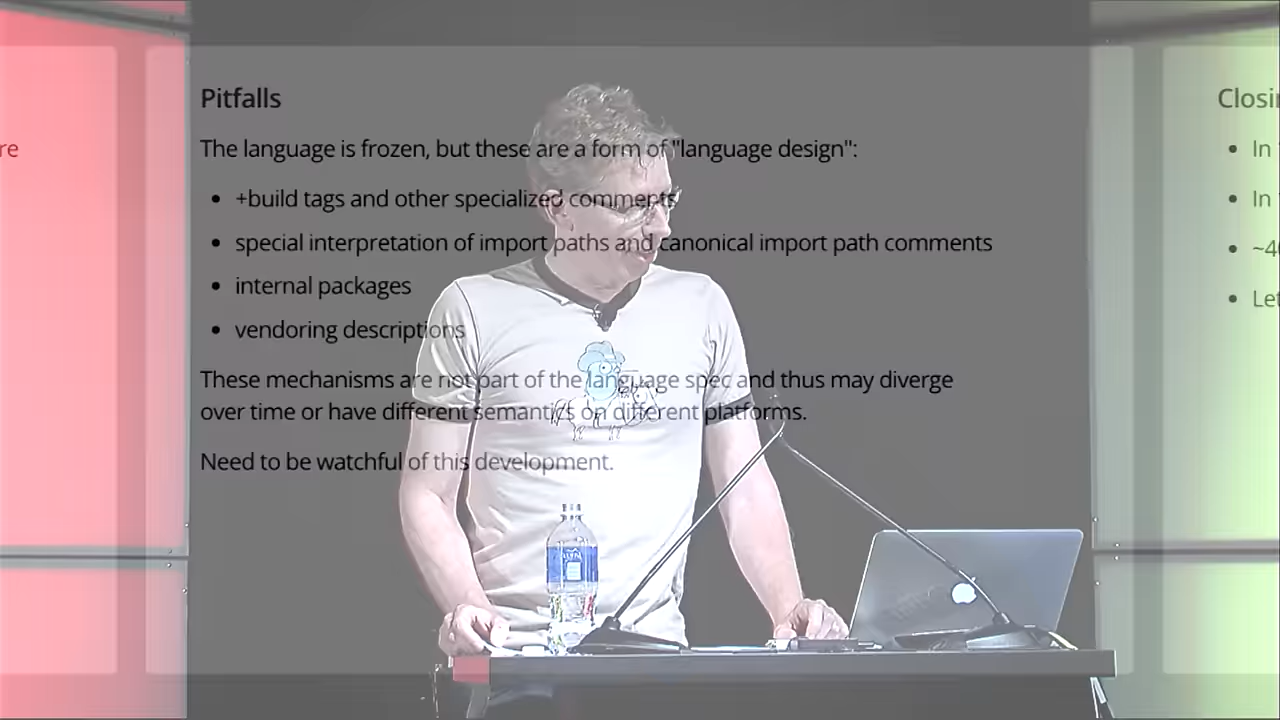 Pitfalls
The language is frozen, but these are a form of "language design":
+build tags and other specialized comments
special interpretation of import paths and canonical import path comments
internal packages
vendoring descriptions
These mechanisms are not part of the language spec and thus may diverge
over time or have different semantics on different platforms.
Need to be watchful of this development.
re
In
In